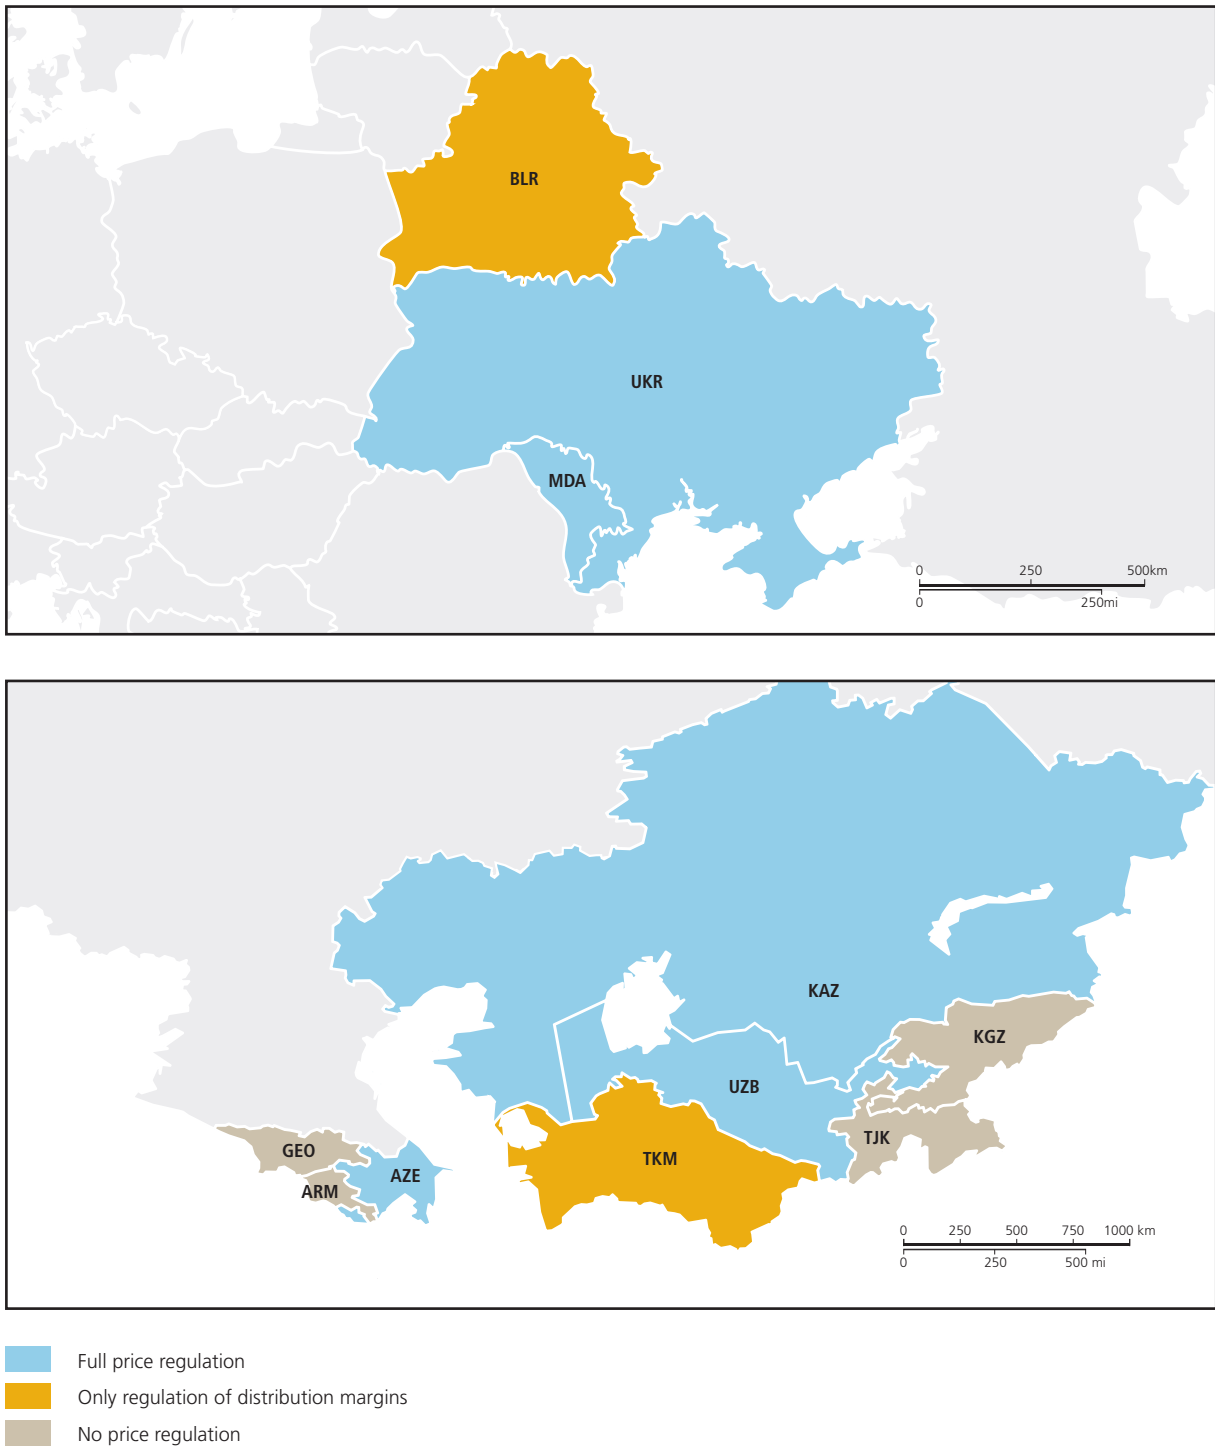 BLR
UKR
MDA
0 250 500km
0 250mi
KAZ
KGZ
UZB
TJK
GEO
TKM
AZE
ARM
0 250 500 750 1000 km
0 250 500 mi
Full price regulation
Only regulation of distribution margins
No price regulation